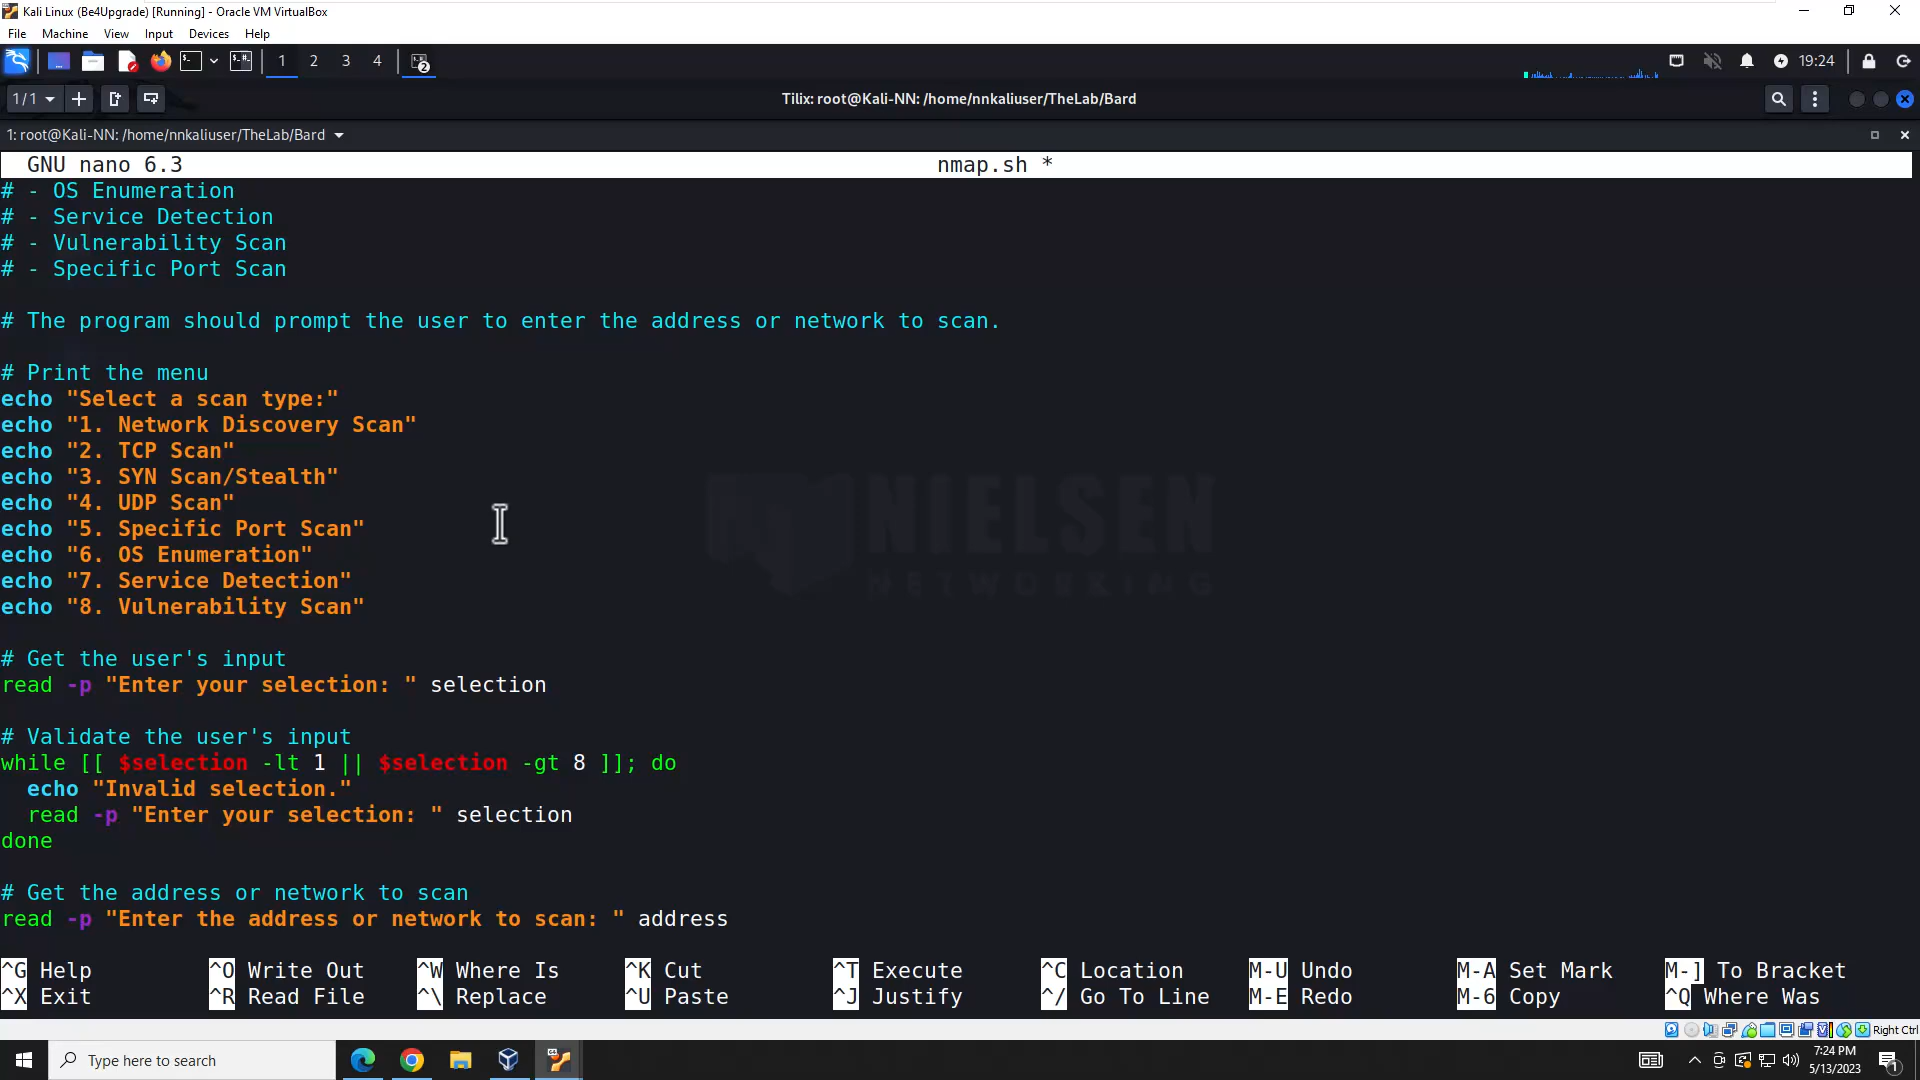 Kali Linux (Be4Upgrade) [Running] - Oracle VM VirtualBox
File Machine View Input Devices Help
1 2 3 4 2 19:24
1/1 Tilix: root@Kali-NN: /home/nnkaliuser/TheLab/Bard
1: root@Kali-NN: /home/nnkaliuser/TheLab/Bard
GNU nano 6.3 nmap.sh *
# - OS Enumeration
# - Service Detection
# - Vulnerability Scan
# - Specific Port Scan
# The program should prompt the user to enter the address or network to scan.
# Print the menu
echo "Select a scan type:"
echo "1. Network Discovery Scan"
echo "2. TCP Scan"
echo "3. SYN Scan/Stealth"
echo "4. UDP Scan"
echo "5. Specific Port Scan"
echo "6. OS Enumeration"
echo "7. Service Detection"
echo "8. Vulnerability Scan"
NIELSEN
NETWORKING
# Get the user's input
read -p "Enter your selection: " selection
# Validate the user's input
while [[ $selection -lt 1 || $selection -gt 8 ]]; do
  echo "Invalid selection."
  read -p "Enter your selection: " selection
done
# Get the address or network to scan
read -p "Enter the address or network to scan: " address
^G Help ^O Write Out ^W Where Is ^K Cut ^T Execute ^C Location M-U Undo M-A Set Mark M-] To Bracket
^X Exit ^R Read File ^\ Replace ^U Paste ^J Justify ^/ Go To Line M-E Redo M-6 Copy ^Q Where Was
Right Ctrl
Type here to search
7:24 PM
5/13/2023
1